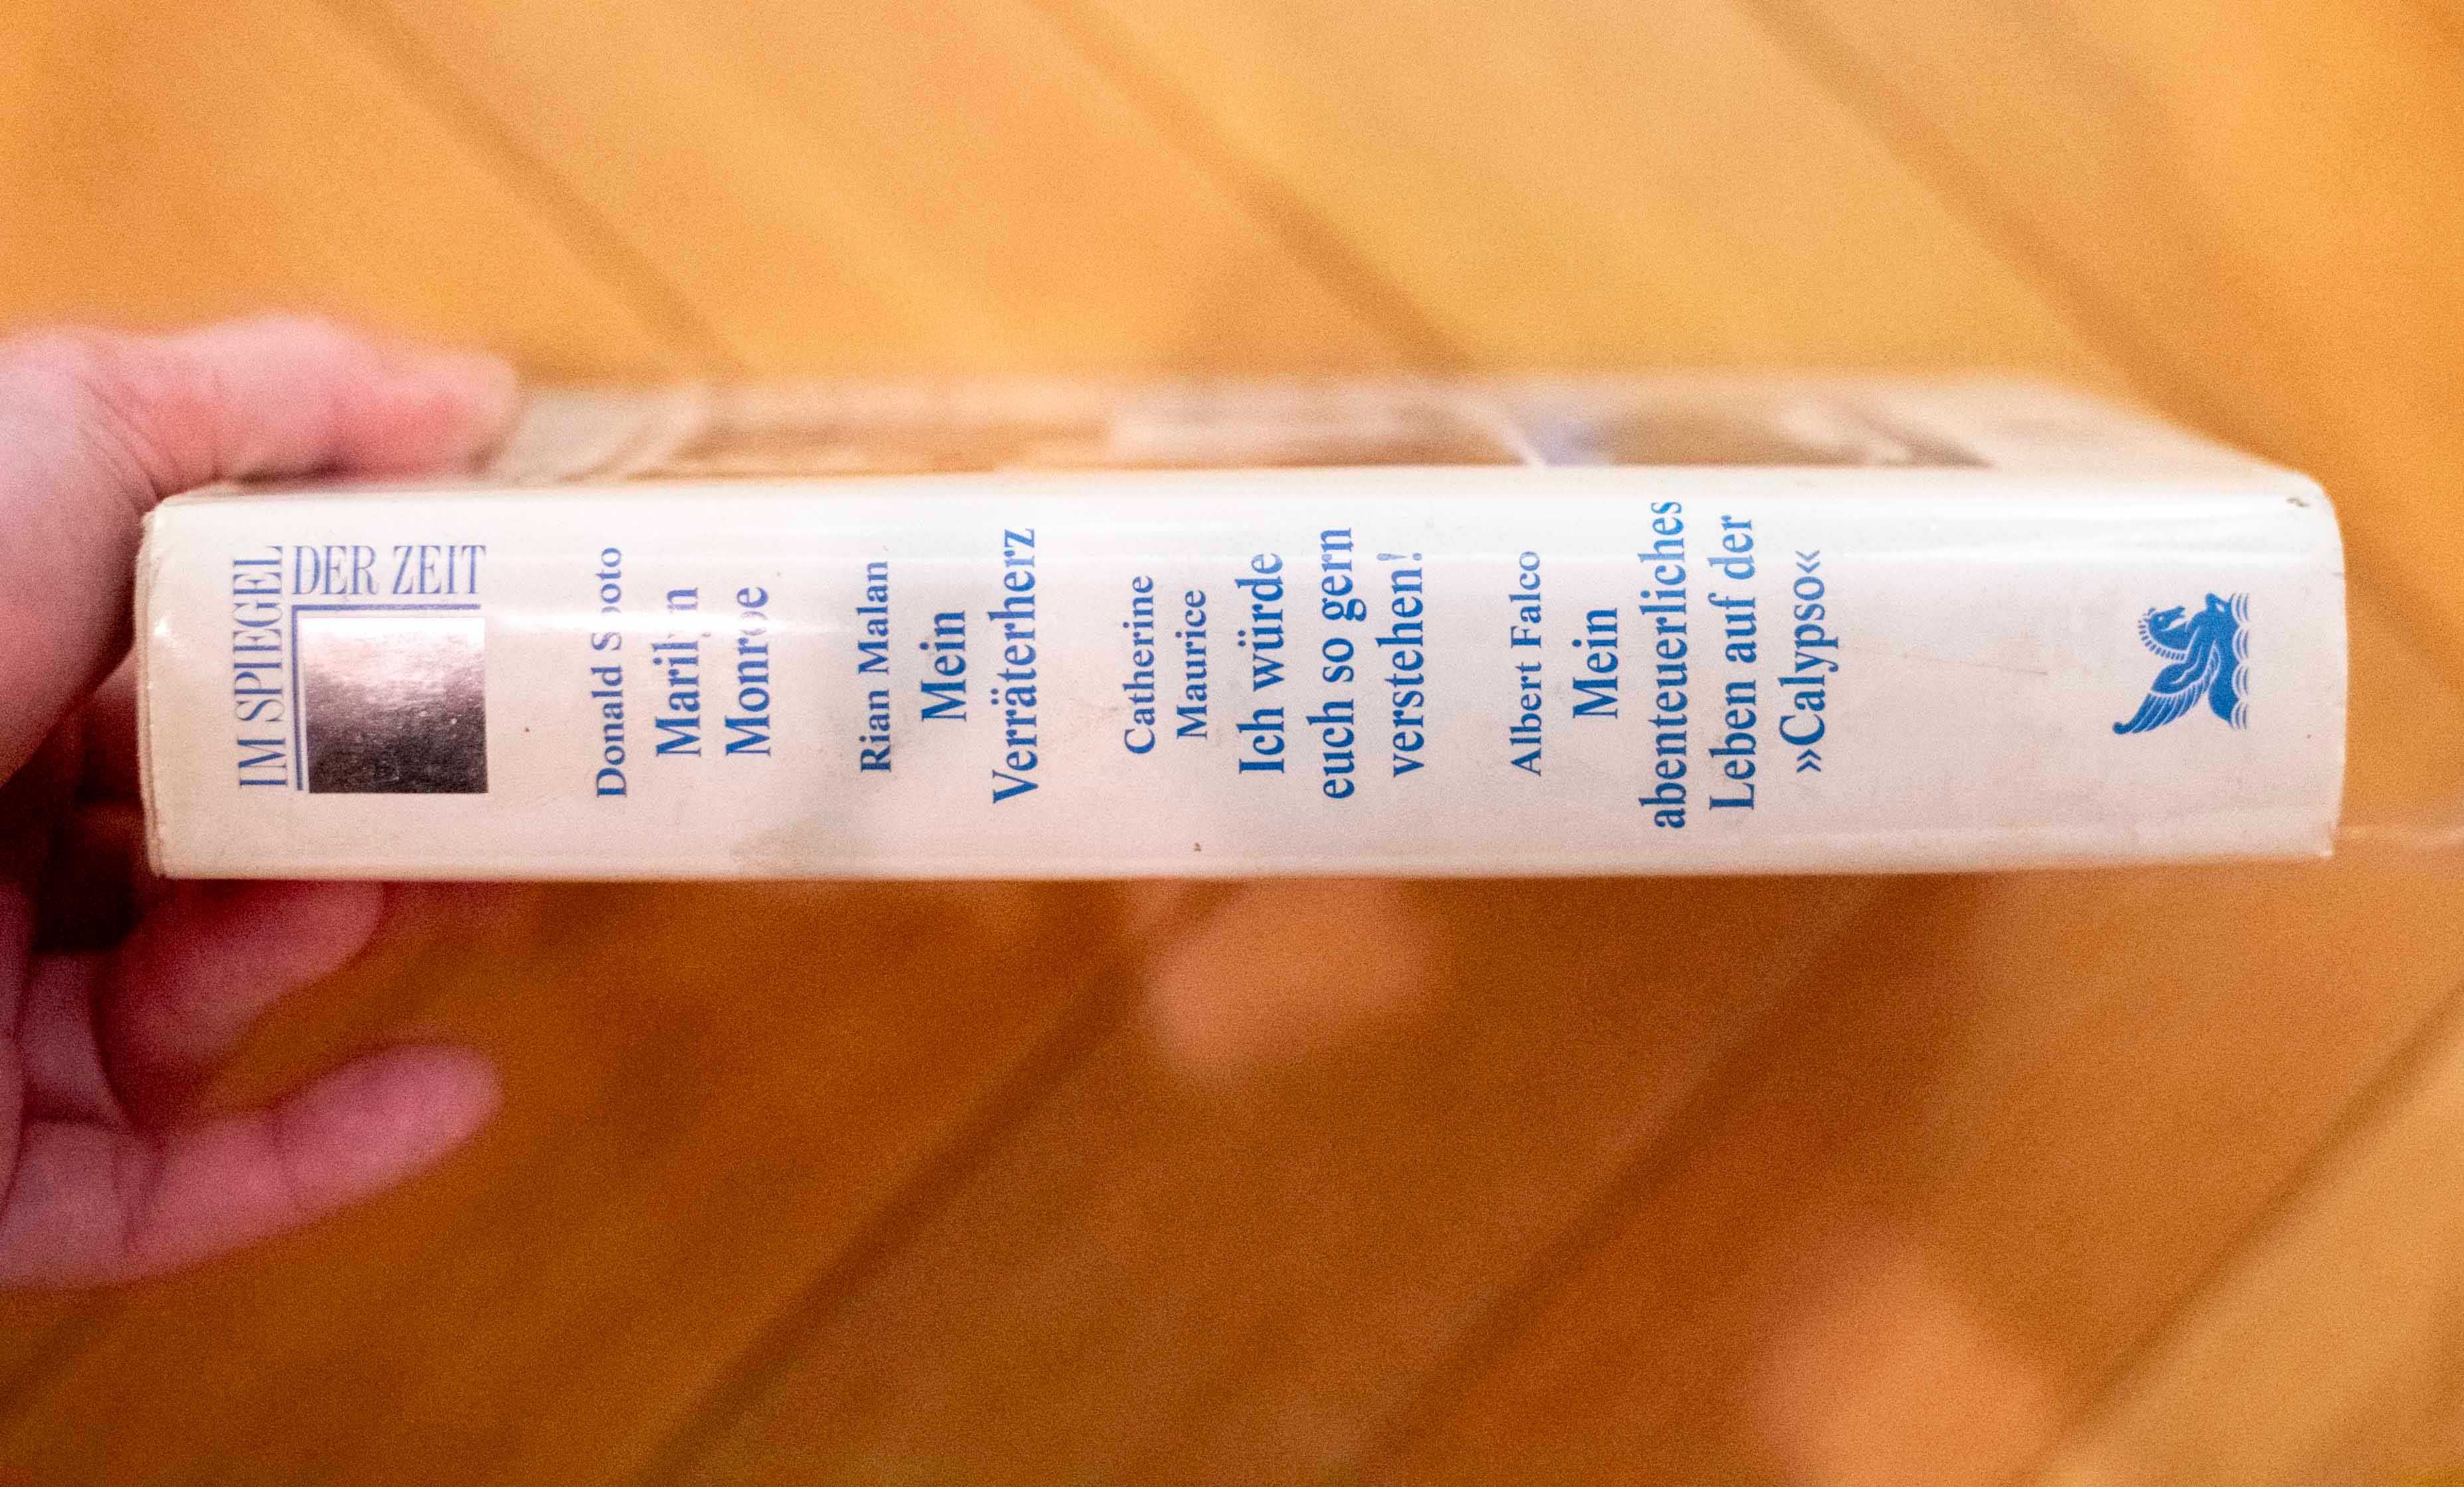 IM SPIEGEL
DER ZEIT
Donald Spoto
Marilyn
Monroe
Rian Malan
Mein
Verräterherz
Catherine
Maurice
Ich würde
euch so gern
verstehen!
Albert Falco
Mein
abenteuerliches
Leben auf der
»Calypso«